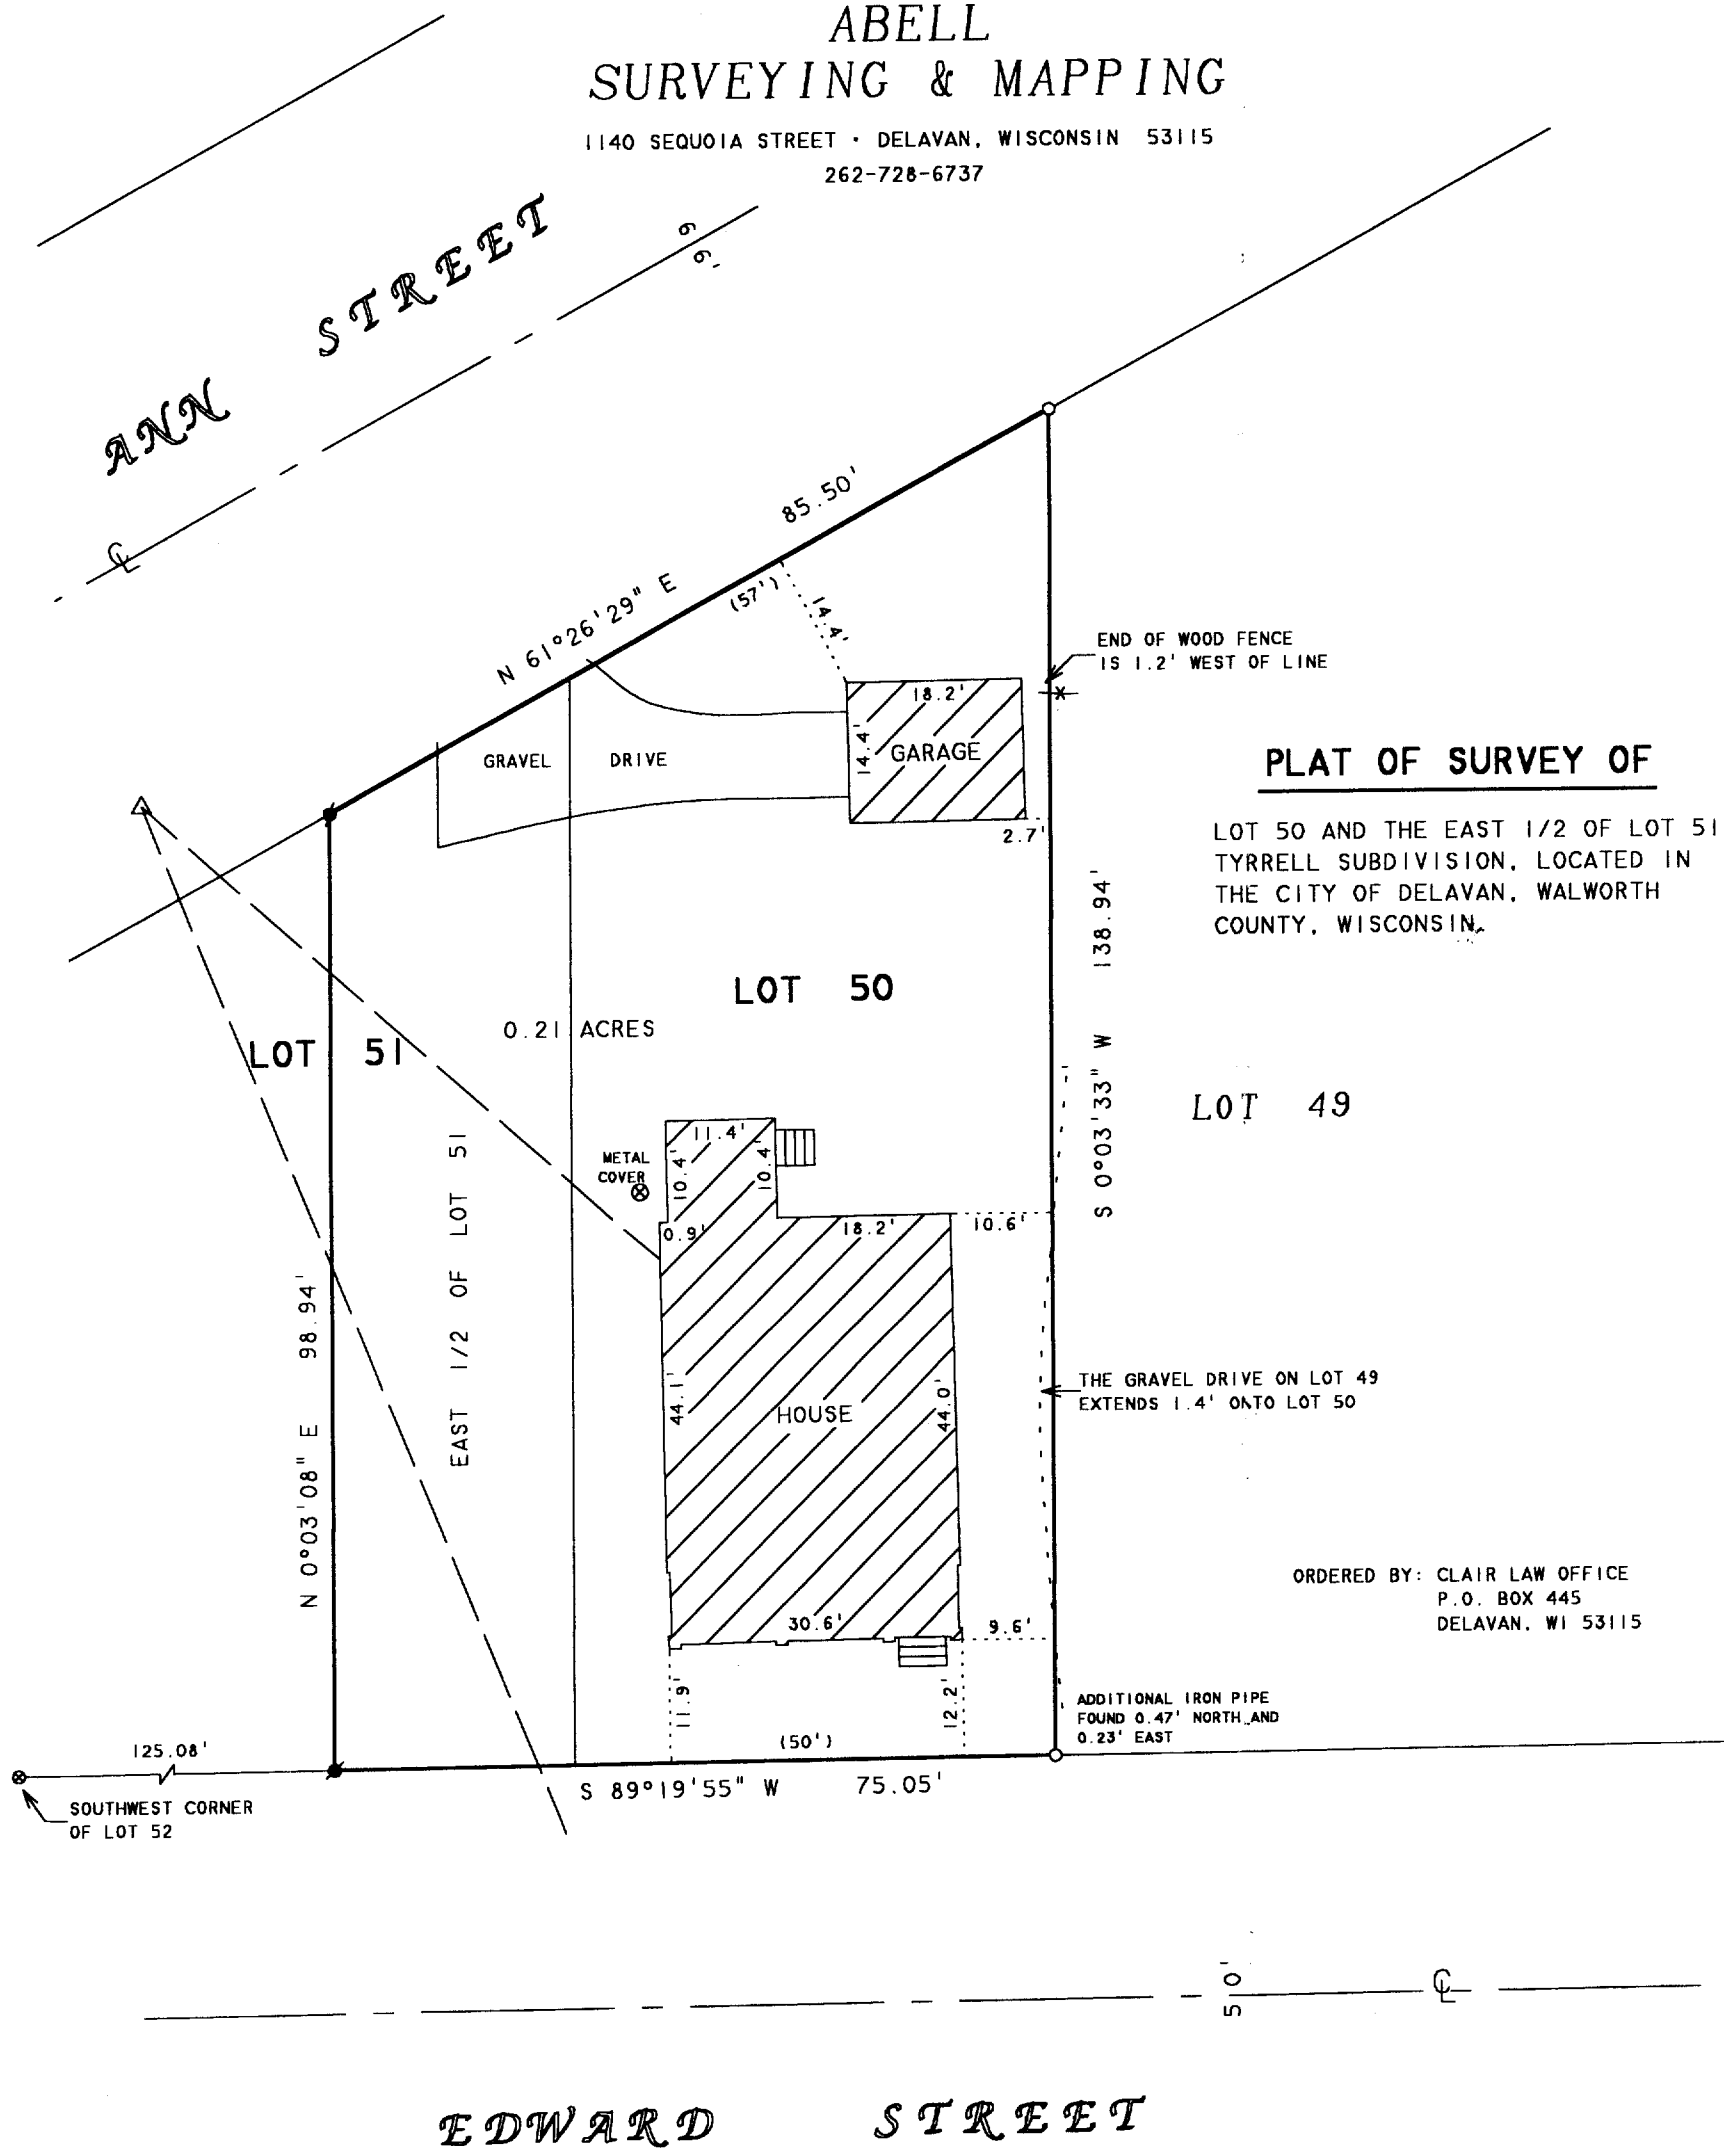 ABELL
SURVEYING & MAPPING
1140 SEQUOIA STREET · DELAVAN, WISCONSIN 53115
262-728-6737
ANN STREET
66'
℄
N 61°26'29" E 85.50'
(57')
14.4'
END OF WOOD FENCE
IS 1.2' WEST OF LINE
18.2'
14.4'
GARAGE
GRAVEL DRIVE
2.7'
PLAT OF SURVEY OF
LOT 50 AND THE EAST 1/2 OF LOT 51
TYRRELL SUBDIVISION, LOCATED IN
THE CITY OF DELAVAN, WALWORTH
COUNTY, WISCONSIN.
S 0°03'33" W 138.94'
LOT 50
0.21 ACRES
LOT 51
LOT 49
EAST 1/2 OF LOT 51
METAL
COVER
11.4'
10.4'
10.4'
0.9'
18.2'
10.6'
N 0°03'08" E 98.94'
44.1'
HOUSE
44.0'
THE GRAVEL DRIVE ON LOT 49
EXTENDS 1.4' ONTO LOT 50
30.6'
9.6'
ORDERED BY: CLAIR LAW OFFICE
P.O. BOX 445
DELAVAN, WI 53115
11.9'
12.2'
ADDITIONAL IRON PIPE
FOUND 0.47' NORTH AND
0.23' EAST
(50')
125.08'
S 89°19'55" W 75.05'
SOUTHWEST CORNER
OF LOT 52
50'
℄
EDWARD STREET